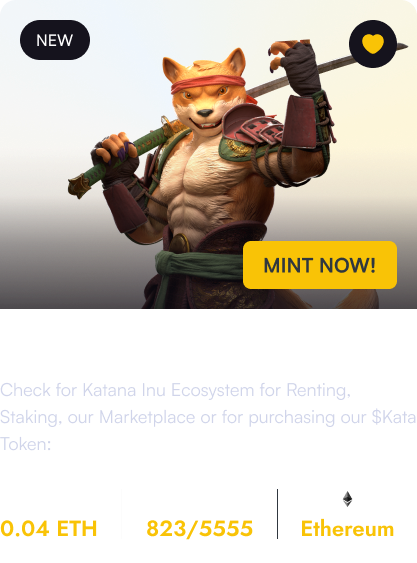 NEW
MINT NOW!
Check for Katana Inu Ecosystem for Renting,
Staking, our Marketplace or for purchasing our $Kata
Token:
0.04 ETH
823/5555
Ethereum